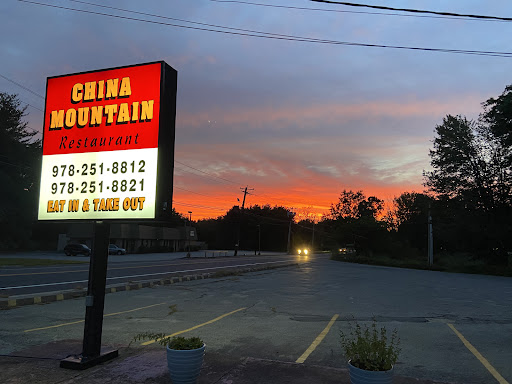 CHINA
MOUNTAIN
Restaurant
978-251-8812
978-251-8821
EAT IN & TAKE OUT